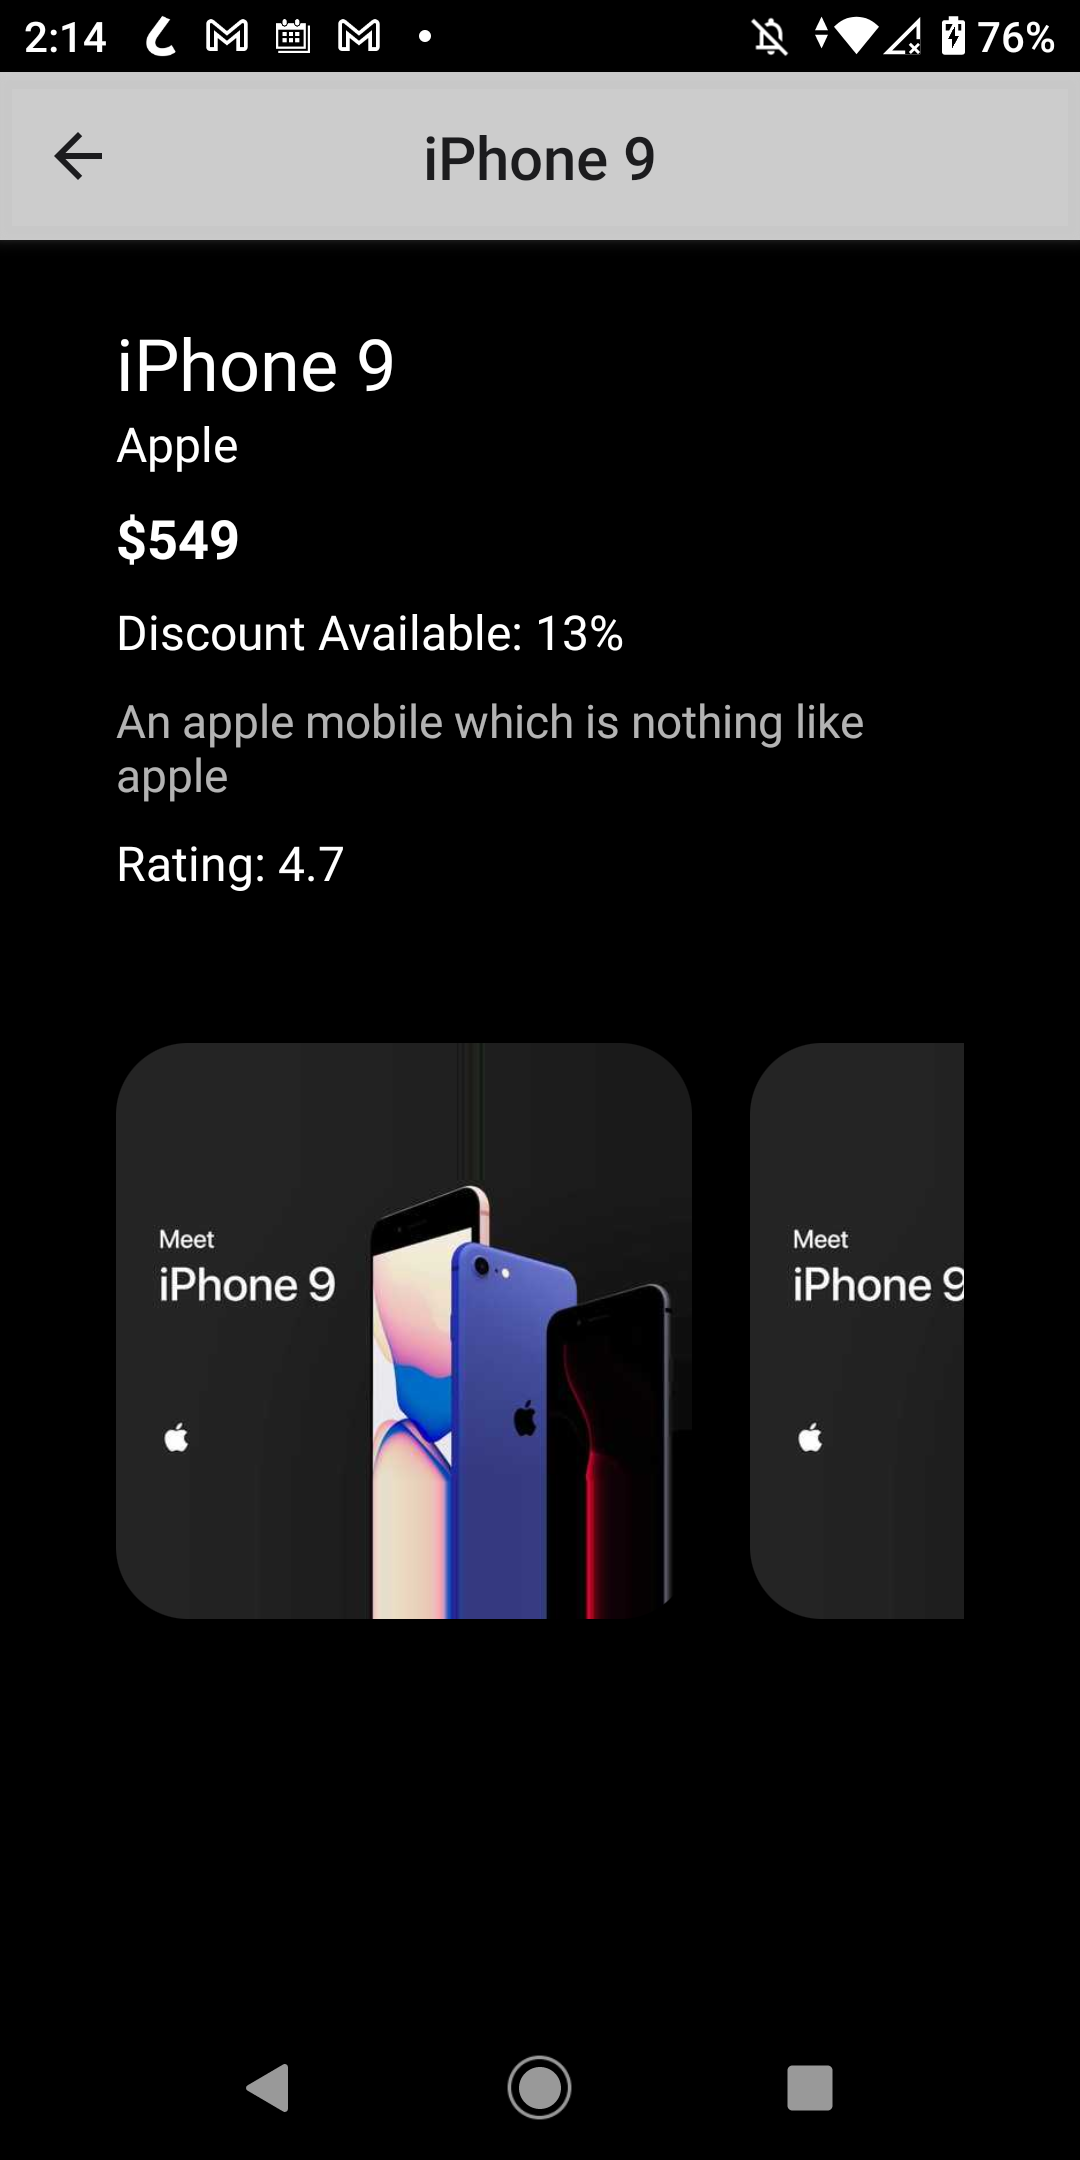 2:14
76%
iPhone 9
iPhone 9
Apple
$549
Discount Available: 13%
An apple mobile which is nothing like
apple
Rating: 4.7
Meet
iPhone 9
Meet
iPhone 9